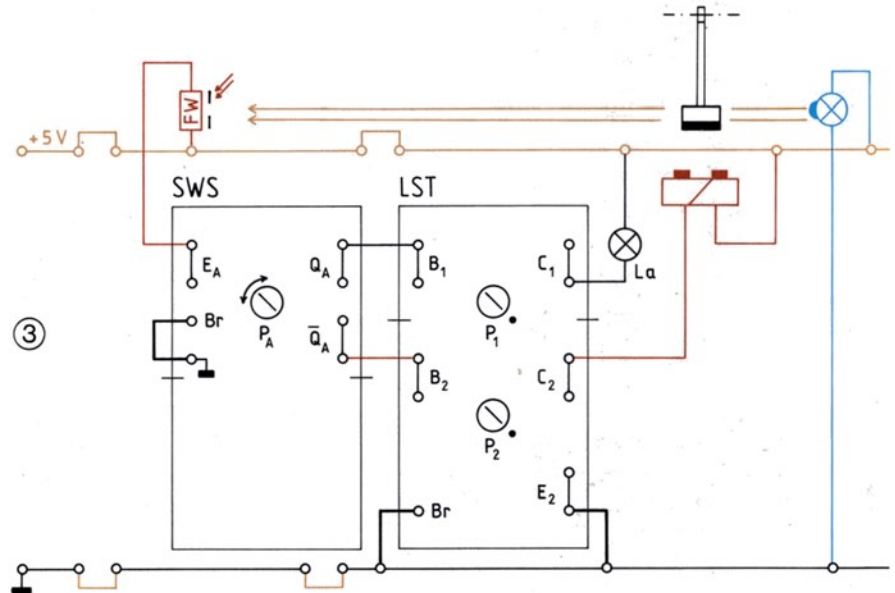 FW
+5V
SWS
LST
E_A
Q_A
B_1
C_1
La
Br
P_A
P_1
③
Q̅_A
B_2
C_2
P_2
E_2
Br